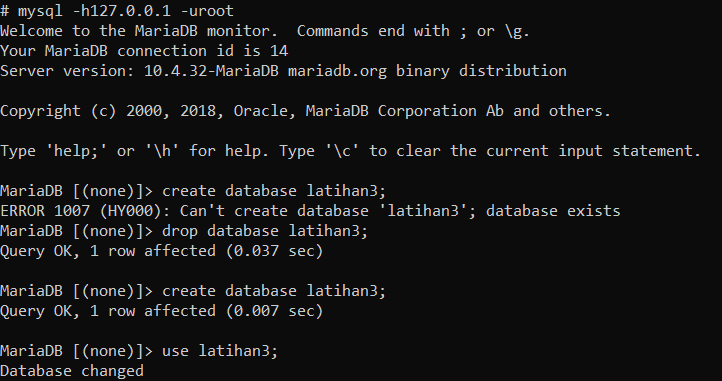 # mysql -h127.0.0.1 -uroot
Welcome to the MariaDB monitor.  Commands end with ; or \g.
Your MariaDB connection id is 14
Server version: 10.4.32-MariaDB mariadb.org binary distribution

Copyright (c) 2000, 2018, Oracle, MariaDB Corporation Ab and others.

Type 'help;' or '\h' for help. Type '\c' to clear the current input statement.

MariaDB [(none)]> create database latihan3;
ERROR 1007 (HY000): Can't create database 'latihan3'; database exists
MariaDB [(none)]> drop database latihan3;
Query OK, 1 row affected (0.037 sec)

MariaDB [(none)]> create database latihan3;
Query OK, 1 row affected (0.007 sec)

MariaDB [(none)]> use latihan3;
Database changed